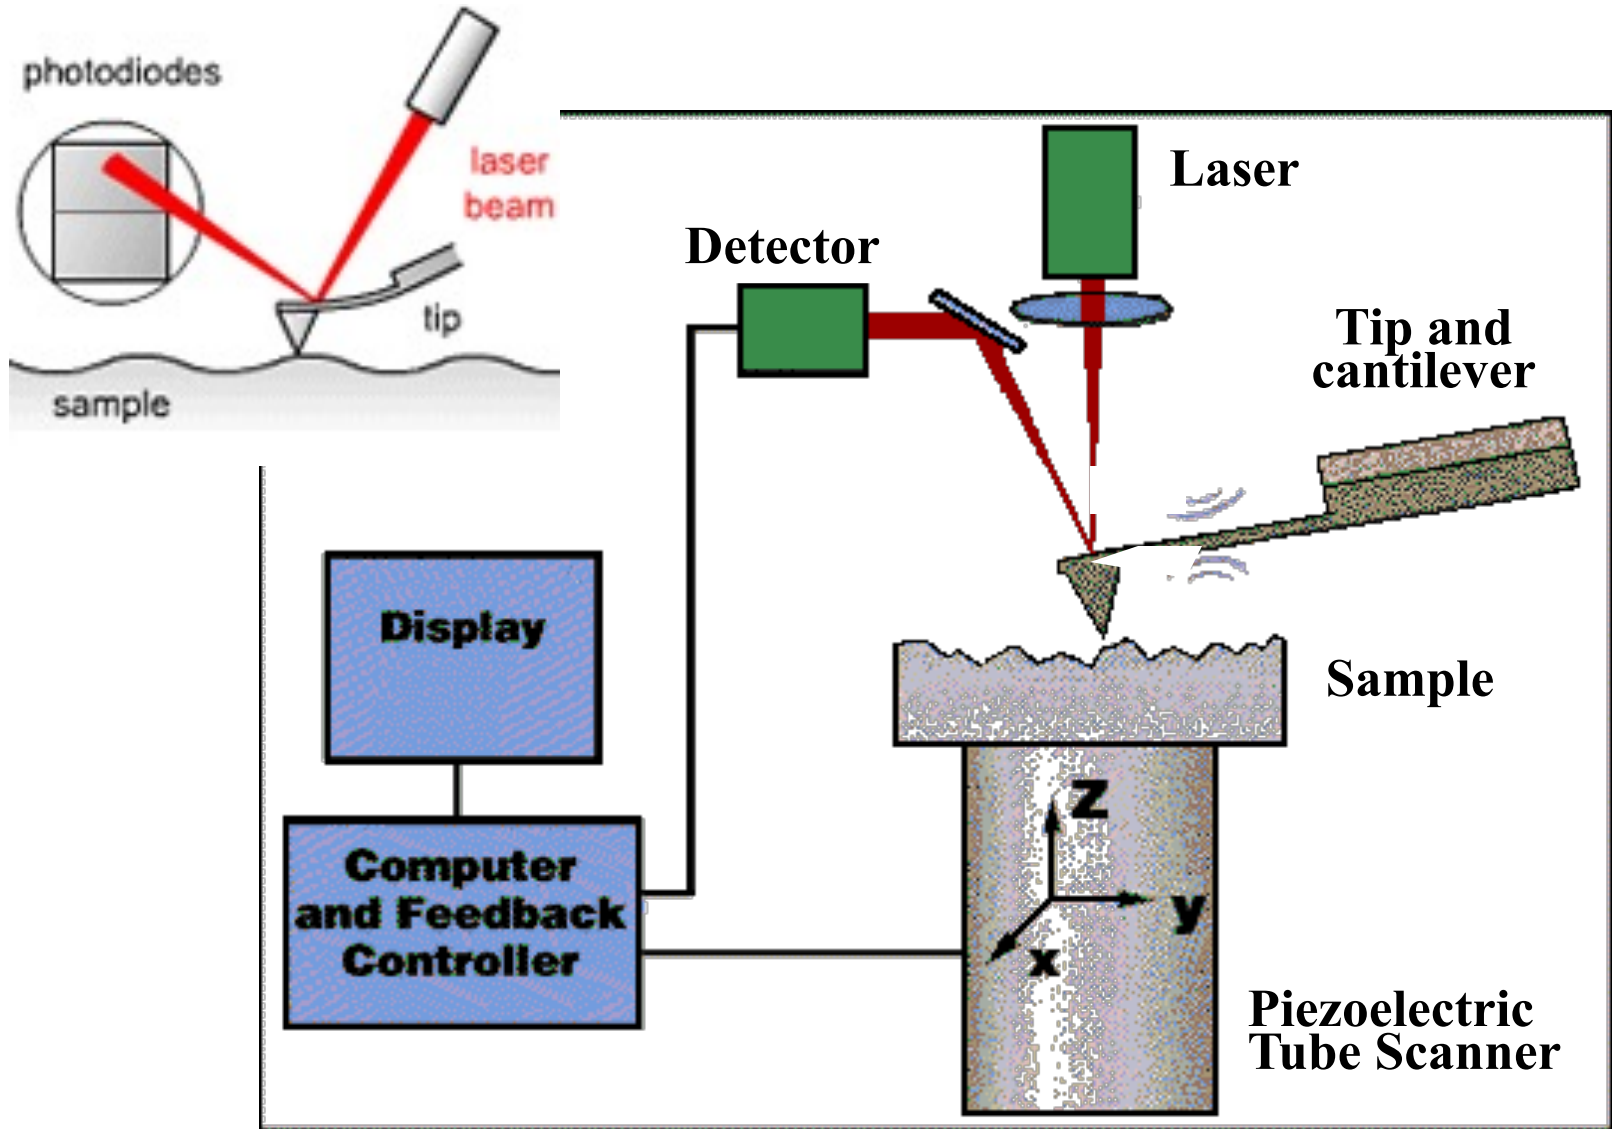 photodiodes
laser
beam
tip
sample
Laser
Detector
Tip and
cantilever
Display
Sample
Computer
and Feedback
Controller
Z
y
x
Piezoelectric
Tube Scanner